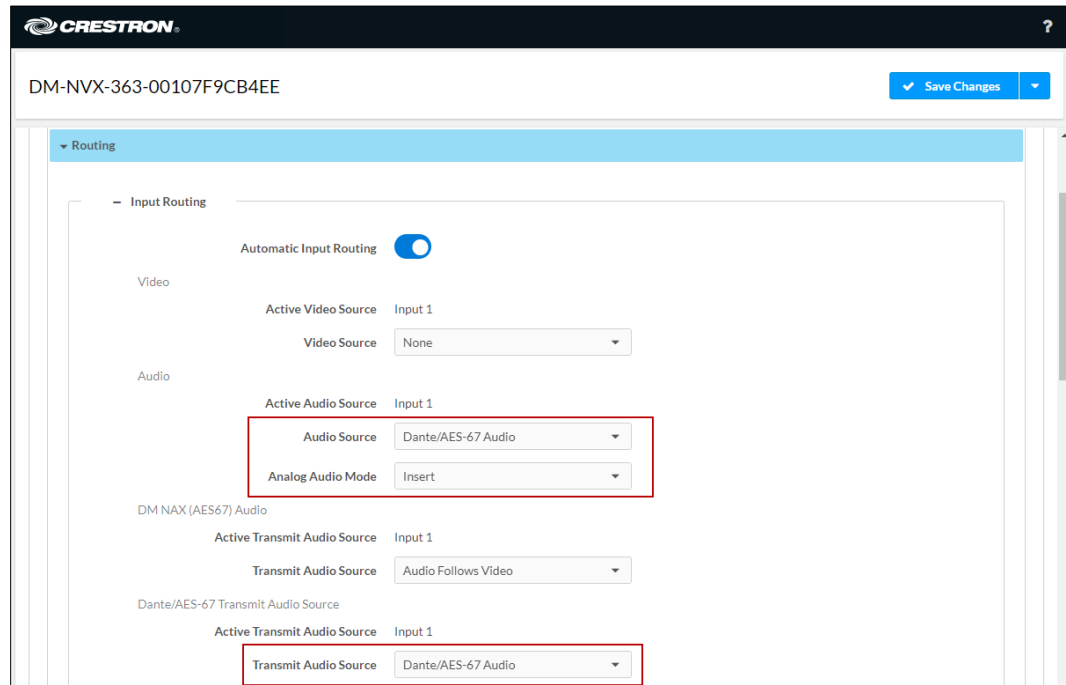 CRESTRON® ?
DM-NVX-363-00107F9CB4EE Save Changes
Routing
– Input Routing
Automatic Input Routing
Video
Active Video Source Input 1
Video Source None
Audio
Active Audio Source Input 1
Audio Source Dante/AES-67 Audio
Analog Audio Mode Insert
DM NAX (AES67) Audio
Active Transmit Audio Source Input 1
Transmit Audio Source Audio Follows Video
Dante/AES-67 Transmit Audio Source
Active Transmit Audio Source Input 1
Transmit Audio Source Dante/AES-67 Audio